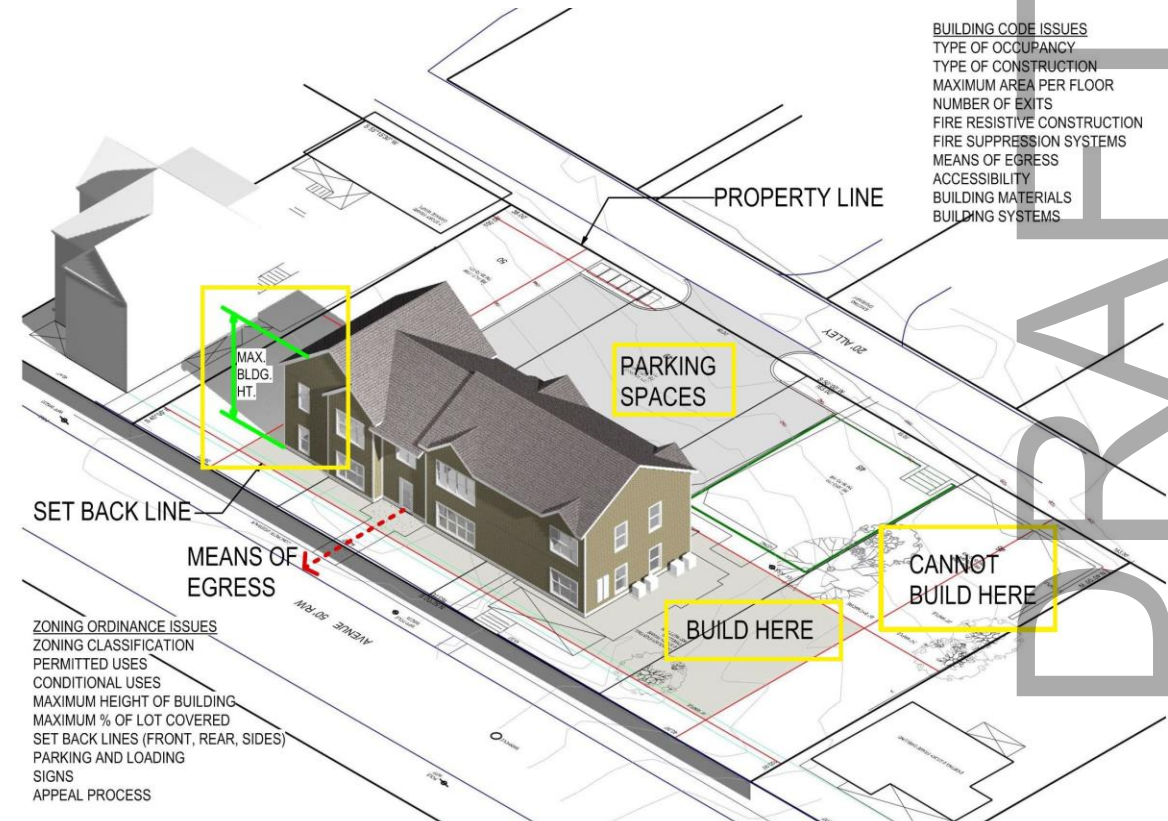 BUILDING CODE ISSUES
TYPE OF OCCUPANCY
TYPE OF CONSTRUCTION
MAXIMUM AREA PER FLOOR
NUMBER OF EXITS
FIRE RESISTIVE CONSTRUCTION
FIRE SUPPRESSION SYSTEMS
MEANS OF EGRESS
ACCESSIBILITY
BUILDING MATERIALS
BUILDING SYSTEMS
DRAFT
PROPERTY LINE
20' ALLEY
MAX.
BLDG.
HT.
PARKING
SPACES
SET BACK LINE
MEANS OF
EGRESS
CANNOT
BUILD HERE
BUILD HERE
AVENUE 50' R/W
ZONING ORDINANCE ISSUES
ZONING CLASSIFICATION
PERMITTED USES
CONDITIONAL USES
MAXIMUM HEIGHT OF BUILDING
MAXIMUM % OF LOT COVERED
SET BACK LINES (FRONT, REAR, SIDES)
PARKING AND LOADING
SIGNS
APPEAL PROCESS